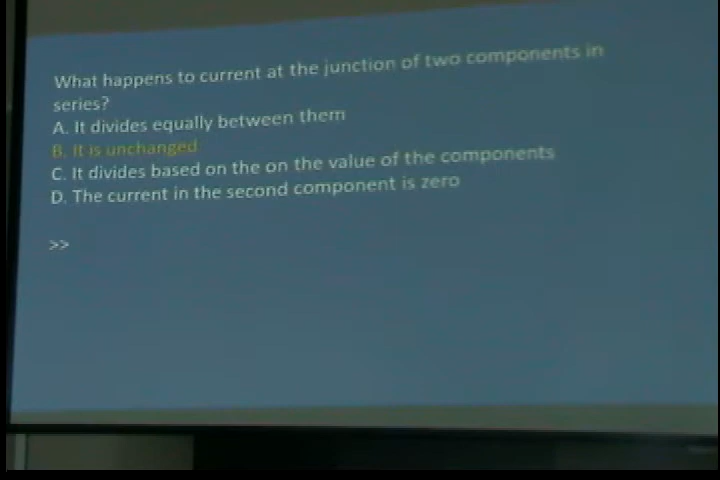 What happens to current at the junction of two components in
series?
A. It divides equally between them
B. It is unchanged
C. It divides based on the on the value of the components
D. The current in the second component is zero
>>